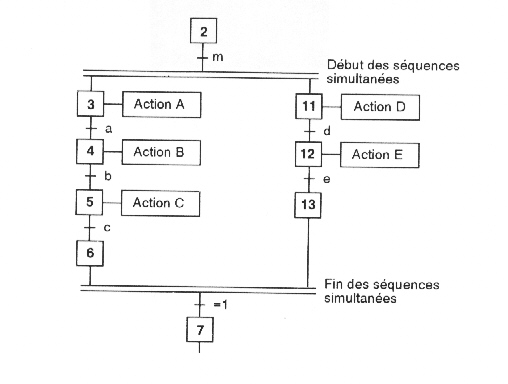 2
m
Début des séquences
simultanées
3 Action A 11 Action D
a d
4 Action B 12 Action E
b e
5 Action C 13
c
6
Fin des séquences
simultanées
=1
7